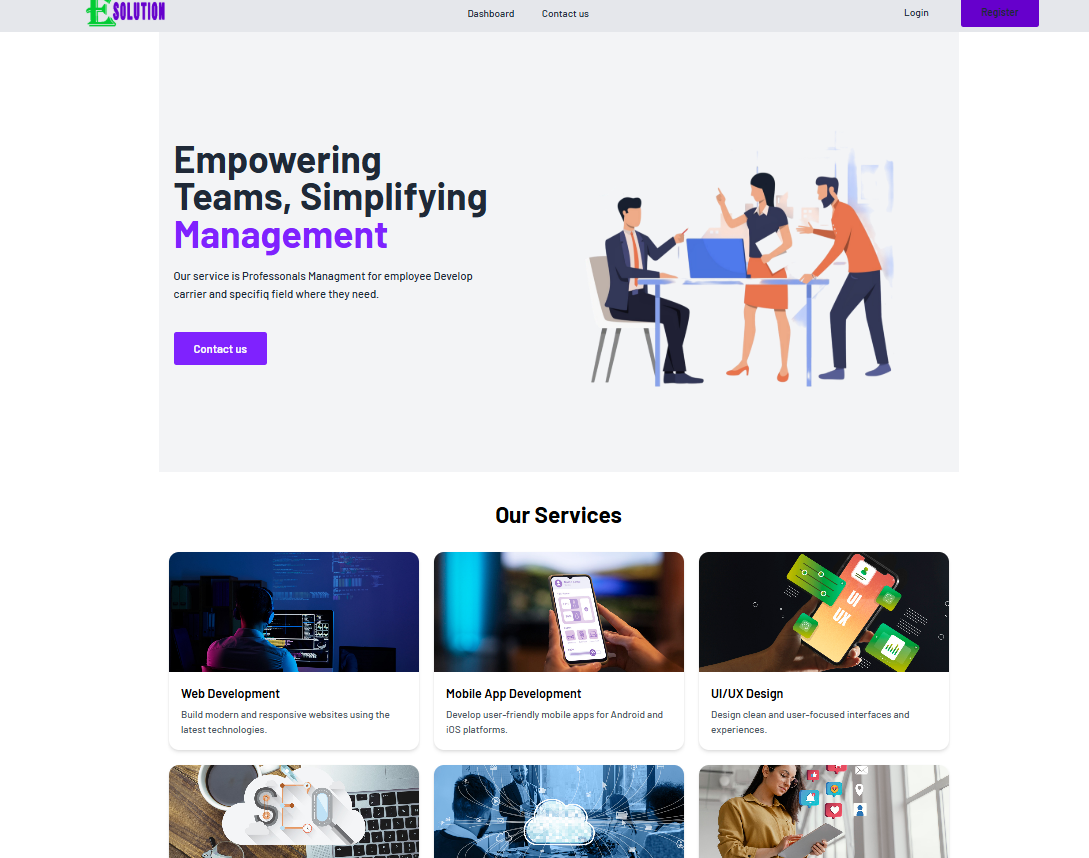 E SOLUTION
Dashboard
Contact us
Login
Register
Empowering
Teams, Simplifying
Management
Our service is Professonals Managment for employee Develop
carrier and specifiq field where they need.
Contact us
Our Services
UI
UX
Web Development
Mobile App Development
UI/UX Design
Build modern and responsive websites using the
latest technologies.
Develop user-friendly mobile apps for Android and
iOS platforms.
Design clean and user-focused interfaces and
experiences.
SEO